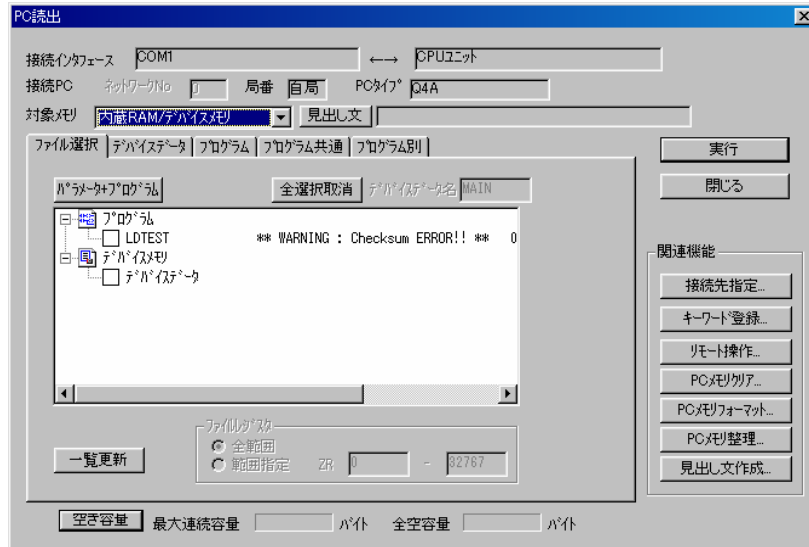 PC読出
接続インタフェース COM1 ←→ CPUユニット
接続PC ネットワークNo 0 局番 自局 PCタイプ Q4A
対象メモリ 内蔵RAM/デバイスメモリ 見出し文
ファイル選択 デバイスデータ プログラム プログラム共通 プログラム別
実行
閉じる
パラメータ+プログラム 全選択取消 デバイスデータ名 MAIN
プログラム
LDTEST ** WARNING : Checksum ERROR!! ** 0
デバイスメモリ
デバイスデータ
関連機能
接続先指定...
キーワード登録...
リモート操作...
PCメモリクリア...
PCメモリフォーマット...
PCメモリ整理...
見出し文作成...
ファイルレジスタ
全範囲
範囲指定 ZR 0 - 32767
一覧更新
空き容量 最大連続容量 バイト 全空容量 バイト